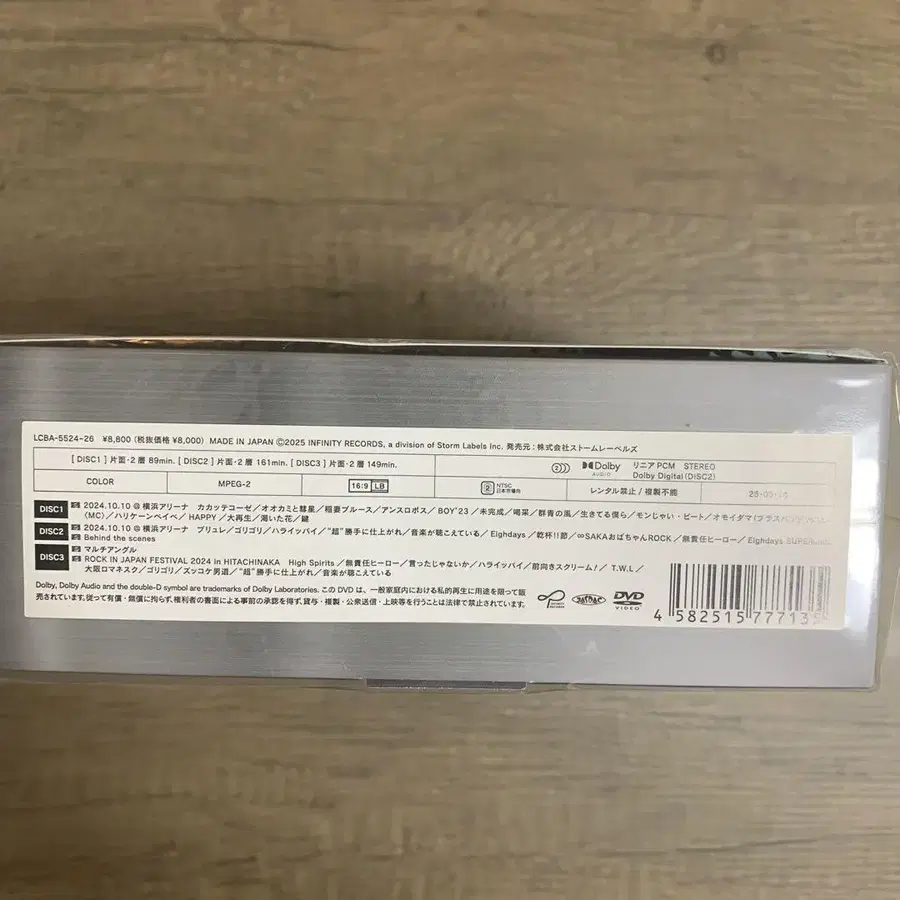 LCBA-5524-26 ¥8,800 (税抜価格 ¥8,000) MADE IN JAPAN Ⓒ2025 INFINITY RECORDS, a division of Storm Labels Inc. 発売元:株式会社ストームレーベルズ
[DISC1] 片面・2層 89min. [DISC2] 片面・2層 161min. [DISC3] 片面・2層 149min.
2 Dolby AUDIO リニアPCM STEREO
Dolby Digital (DISC2)
COLOR MPEG-2 16:9 LB 2 NTSC 日本市場向 レンタル禁止/複製不能
DISC1 2024.10.10 @ 横浜アリーナ カカッテコーゼ/オオカミと彗星/稲妻ブルース/アンスロポス/BOY'23/未完成/喝采/群青の風/生きてる僕ら/モンじゃい・ビート/オモイダマ
〈MC〉/ハリケーンベイベ/HAPPY/大再生/渇いた花/鍵
DISC2 2024.10.10 @ 横浜アリーナ ブリュレ/ゴリゴリ/ハライッパイ/"超"勝手に仕上がれ/音楽が聴こえている/Eighdays/乾杯!!節/∞SAKAおばちゃんROCK/無責任ヒーロー/Eighdays
Behind the scenes
DISC3 マルチアングル
ROCK IN JAPAN FESTIVAL 2024 in HITACHINAKA High Spirits/無責任ヒーロー/言ったじゃないか/ハライッパイ/前向きスクリーム!/T.W.L/
大阪ロマネスク/ゴリゴリ/ズッコケ男道/"超"勝手に仕上がれ/音楽が聴こえている
Dolby, Dolby Audio and the double-D symbol are trademarks of Dolby Laboratories. このDVDは、一般家庭内における私的再生に用途を限って販
売されています。従って有償・無償に拘らず、権利者の書面による事前の承認を得ず、貸与・公衆送信・上映等を行うことは法律で禁止されています。
INFINITY RECORDS JASRAC DVD VIDEO
4 582515 777135